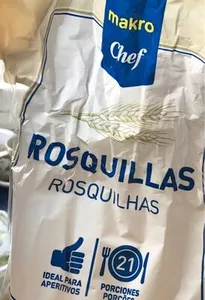 makro
Chef
ROSQUILLAS
ROSQUILHAS
IDEAL PARA
APERITIVOS
21
PORCIONES
PORÇÕES